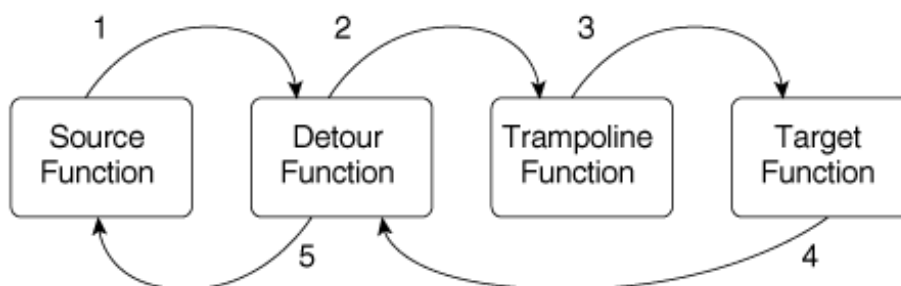 1
2
3
Source
Function
Detour
Function
Trampoline
Function
Target
Function
5
4